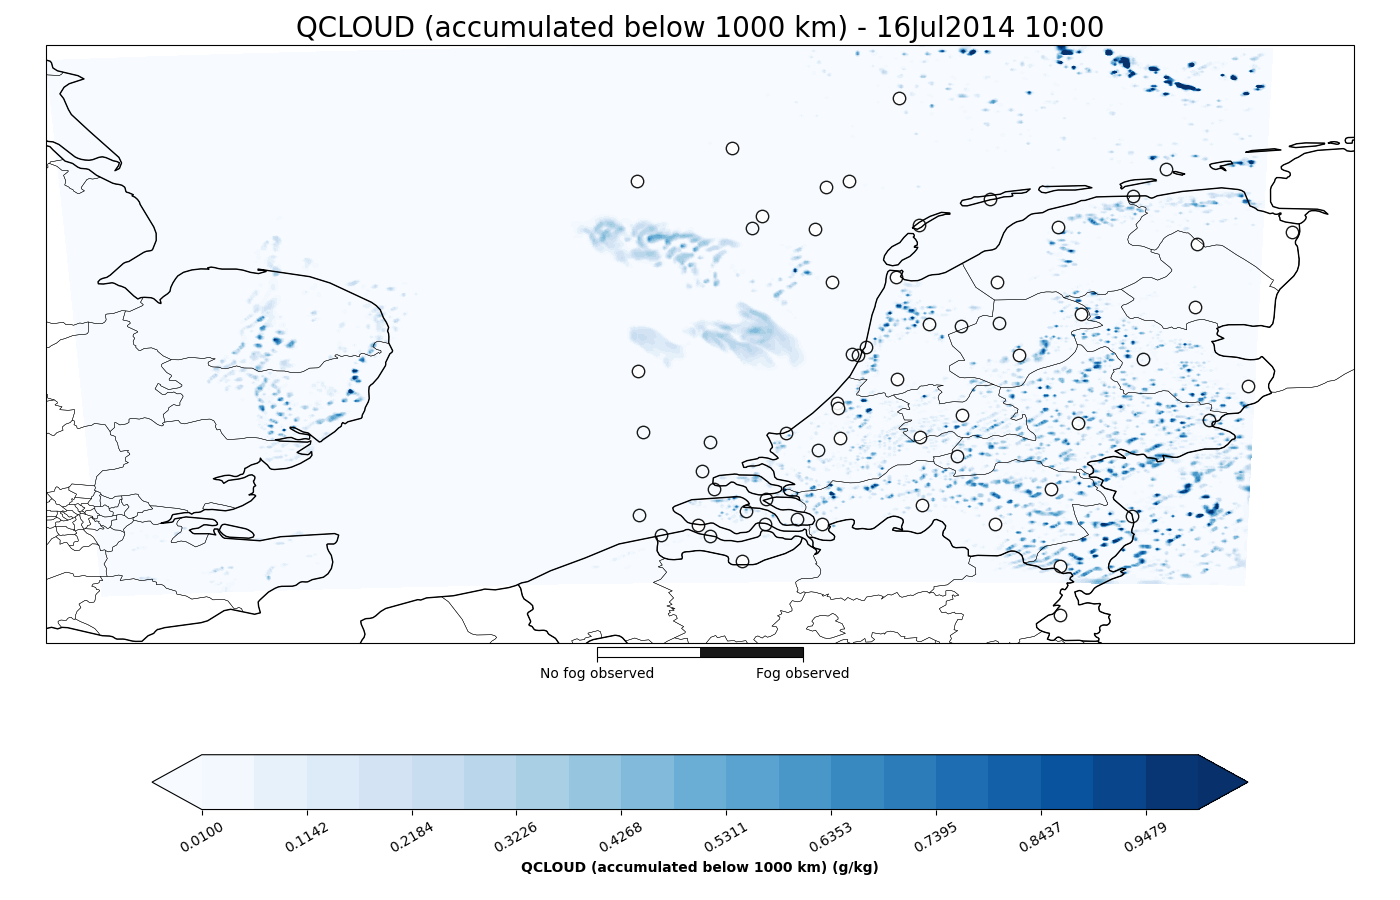 QCLOUD (accumulated below 1000 km) - 16Jul2014 10:00
No fog observed
Fog observed
0.0100
0.1142
0.2184
0.3226
0.4268
0.5311
0.6353
0.7395
0.8437
0.9479
QCLOUD (accumulated below 1000 km) (g/kg)